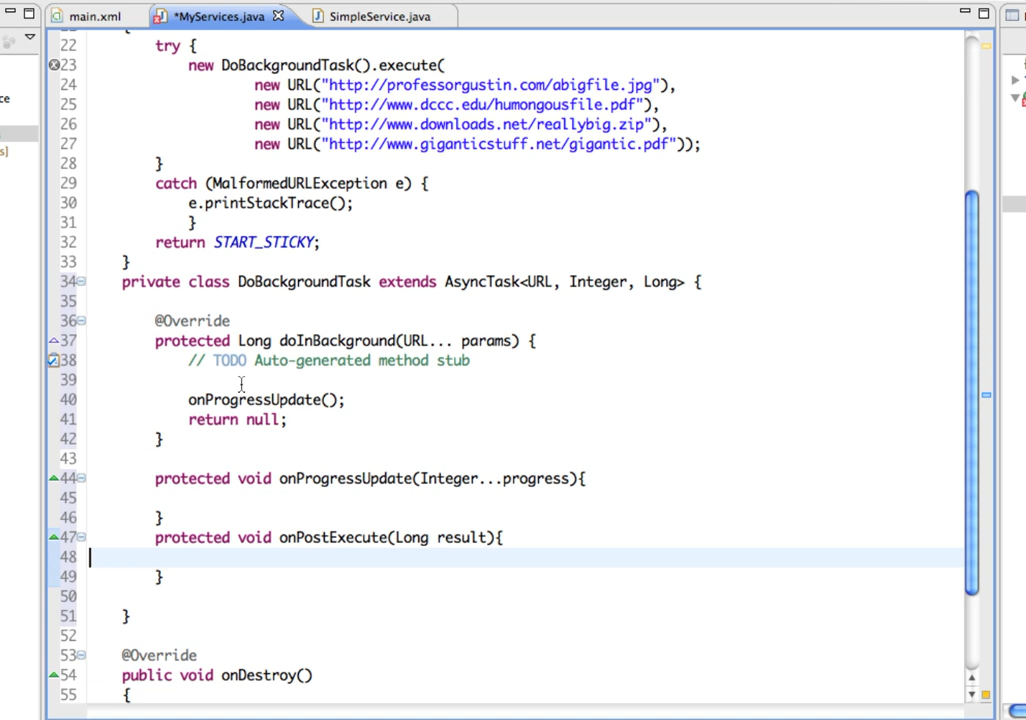 main.xml
*MyServices.java
SimpleService.java
22 try {
23 new DoBackgroundTask().execute(
24 new URL("http://professorgustin.com/abigfile.jpg"),
25 new URL("http://www.dccc.edu/humongousfile.pdf"),
26 new URL("http://www.downloads.net/reallybig.zip"),
27 new URL("http://www.giganticstuff.net/gigantic.pdf"));
28 }
29 catch (MalformedURLException e) {
30 e.printStackTrace();
31 }
32 return START_STICKY;
33 }
34 private class DoBackgroundTask extends AsyncTask<URL, Integer, Long> {
35
36 @Override
37 protected Long doInBackground(URL... params) {
38 // TODO Auto-generated method stub
39
40 onProgressUpdate();
41 return null;
42 }
43
44 protected void onProgressUpdate(Integer...progress){
45
46 }
47 protected void onPostExecute(Long result){
48
49 }
50
51 }
52
53 @Override
54 public void onDestroy()
55 {